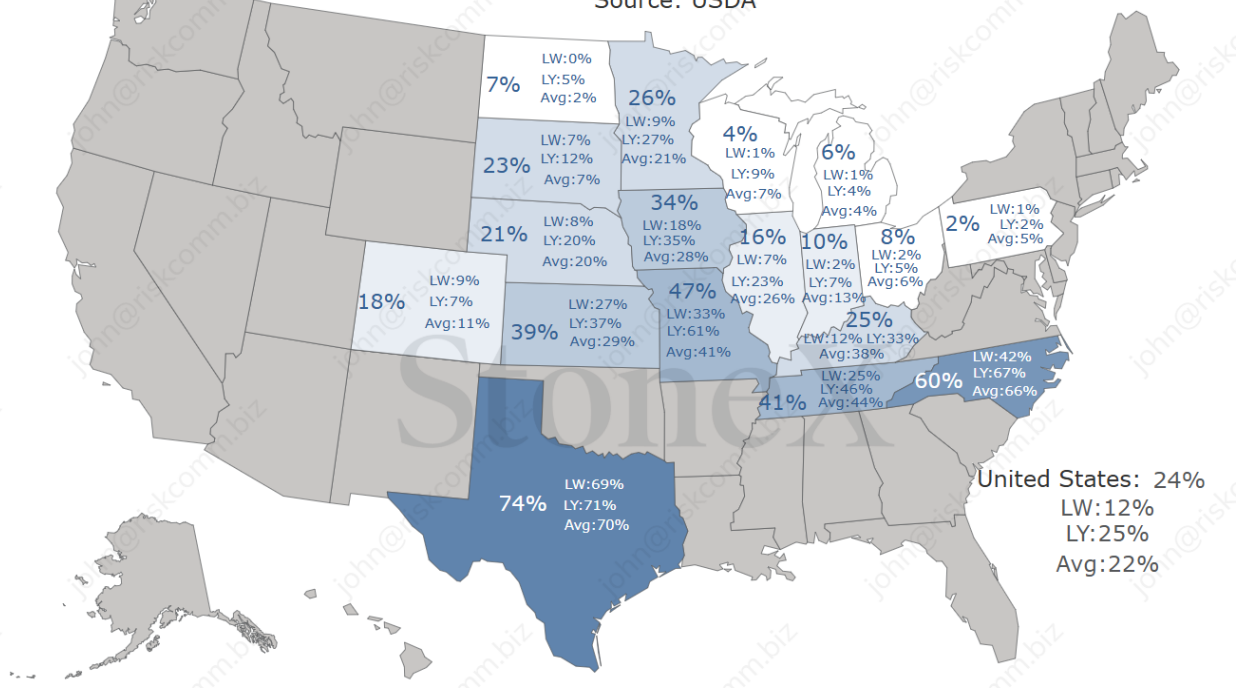 Source: USDA
7%
LW:0%
LY:5%
Avg:2%
26%
LW:9%
LY:27%
Avg:21%
23%
LW:7%
LY:12%
Avg:7%
4%
LW:1%
LY:9%
Avg:7%
6%
LW:1%
LY:4%
Avg:4%
21%
LW:8%
LY:20%
Avg:20%
34%
LW:18%
LY:35%
Avg:28%
16%
LW:7%
LY:23%
Avg:26%
10%
LW:2%
LY:7%
Avg:13%
8%
LW:2%
LY:5%
Avg:6%
2%
LW:1%
LY:2%
Avg:5%
18%
LW:9%
LY:7%
Avg:11%
39%
LW:27%
LY:37%
Avg:29%
47%
LW:33%
LY:61%
Avg:41%
25%
LW:12% LY:33%
Avg:38%
41%
LW:25%
LY:46%
Avg:44%
60%
LW:42%
LY:67%
Avg:66%
74%
LW:69%
LY:71%
Avg:70%
United States: 24%
LW:12%
LY:25%
Avg:22%
StoneX
john@riskcomm.biz